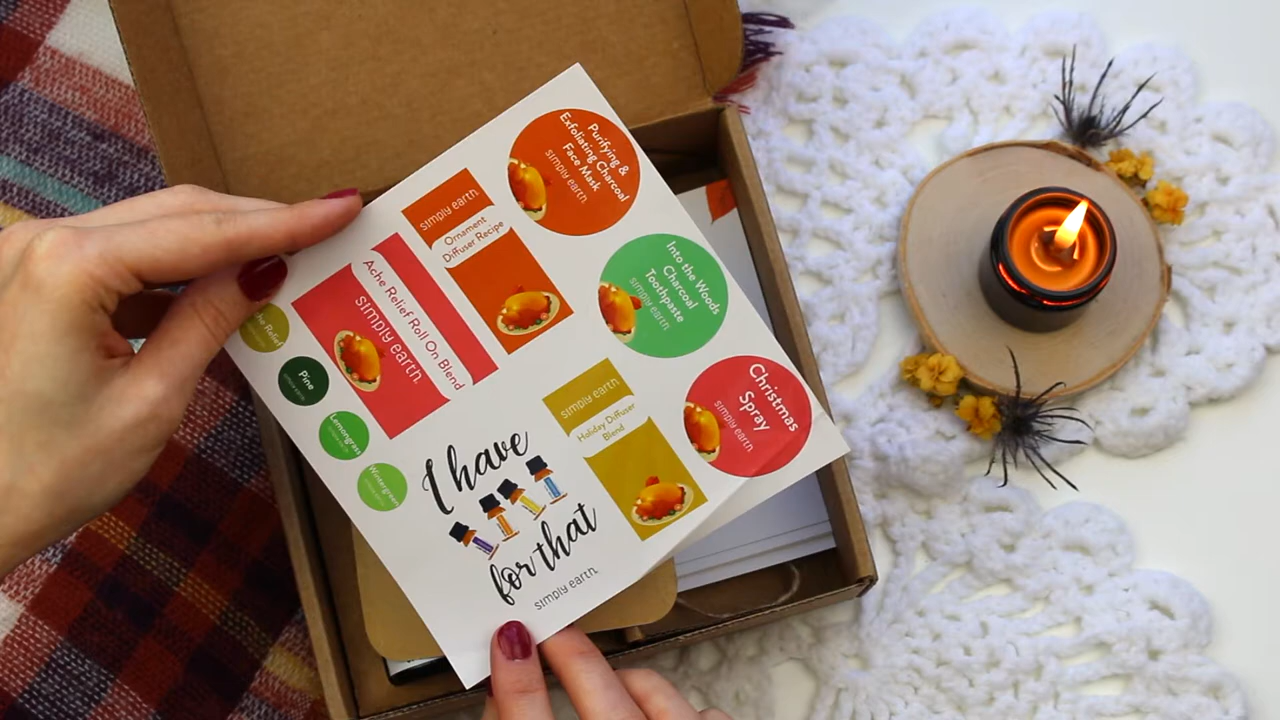 Purifying &
Exfoliating Charcoal
Face Mask
simply earth.
simply earth.
Ornament
Diffuser Recipe
Into the Woods
Charcoal
Toothpaste
simply earth.
Ache Relief Roll On Blend
simply earth.
Relief
Pine
Lemongrass
Wintergreen
Christmas
Spray
simply earth
simply earth
Holiday Diffuser
Blend
I have
for that
simply earth.